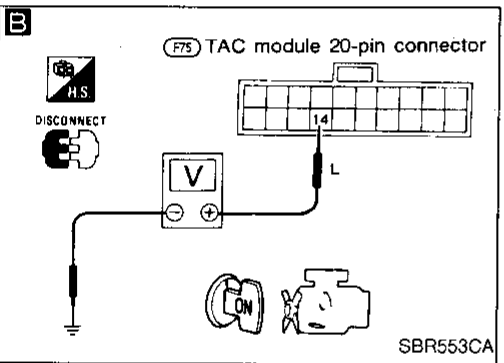 B
F75 TAC module 20-pin connector
H.S.
DISCONNECT
14
L
V
− +
ON
SBR553CA